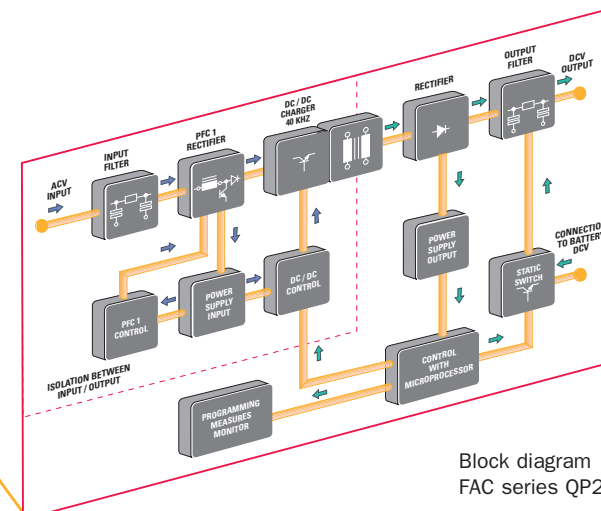 OUTPUT
FILTER
DCV
OUTPUT
RECTIFIER
DC / DC
CHARGER
40 KHZ
PFC 1
RECTIFIER
INPUT
FILTER
ACV
INPUT
POWER
SUPPLY
OUTPUT
CONNECTION
TO BATTERY
DCV
STATIC
SWITCH
DC / DC
CONTROL
POWER
SUPPLY
INPUT
PFC 1
CONTROL
ISOLATION BETWEEN
INPUT / OUTPUT
CONTROL
WITH
MICROPROCESSOR
PROGRAMMING
MEASURES
MONITOR
Block diagram
FAC series QP2